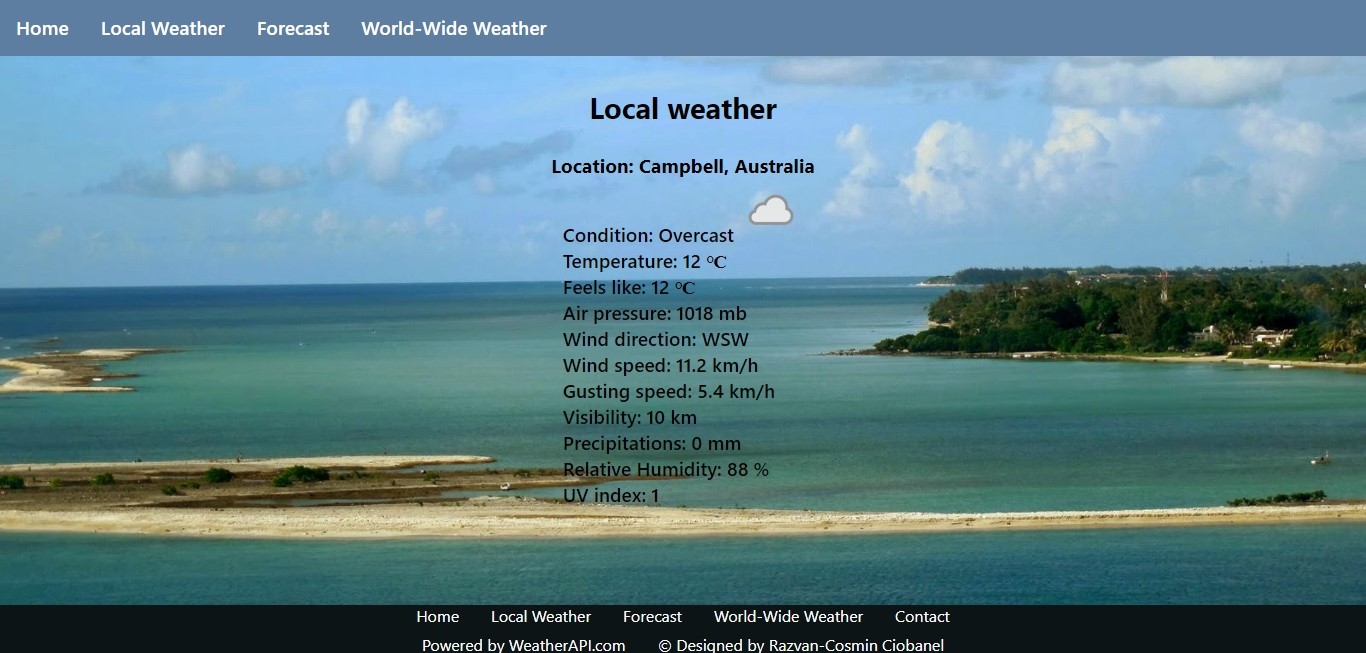 Home Local Weather Forecast World-Wide Weather
Local weather
Location: Campbell, Australia
Condition: Overcast
Temperature: 12 °C
Feels like: 12 °C
Air pressure: 1018 mb
Wind direction: WSW
Wind speed: 11.2 km/h
Gusting speed: 5.4 km/h
Visibility: 10 km
Precipitations: 0 mm
Relative Humidity: 88 %
UV index: 1
Home Local Weather Forecast World-Wide Weather Contact
Powered by WeatherAPI.com © Designed by Razvan-Cosmin Ciobanel